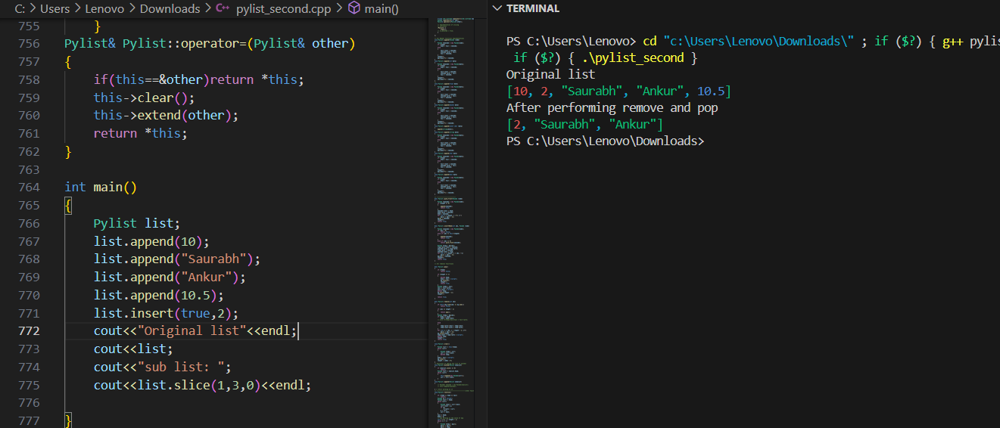 C: > Users > Lenovo > Downloads > pylist_second.cpp > main()
755 }
756 Pylist& Pylist::operator=(Pylist& other)
757 {
758 if(this==&other)return *this;
759 this->clear();
760 this->extend(other);
761 return *this;
762 }
763
764 int main()
765 {
766 Pylist list;
767 list.append(10);
768 list.append("Saurabh");
769 list.append("Ankur");
770 list.append(10.5);
771 list.insert(true,2);
772 cout<<"Original list"<<endl;
773 cout<<list;
774 cout<<"sub list: ";
775 cout<<list.slice(1,3,0)<<endl;
776
777 }
TERMINAL
PS C:\Users\Lenovo> cd "c:\Users\Lenovo\Downloads\" ; if ($?) { g++ pylis
if ($?) { .\pylist_second }
Original list
[10, 2, "Saurabh", "Ankur", 10.5]
After performing remove and pop
[2, "Saurabh", "Ankur"]
PS C:\Users\Lenovo\Downloads>